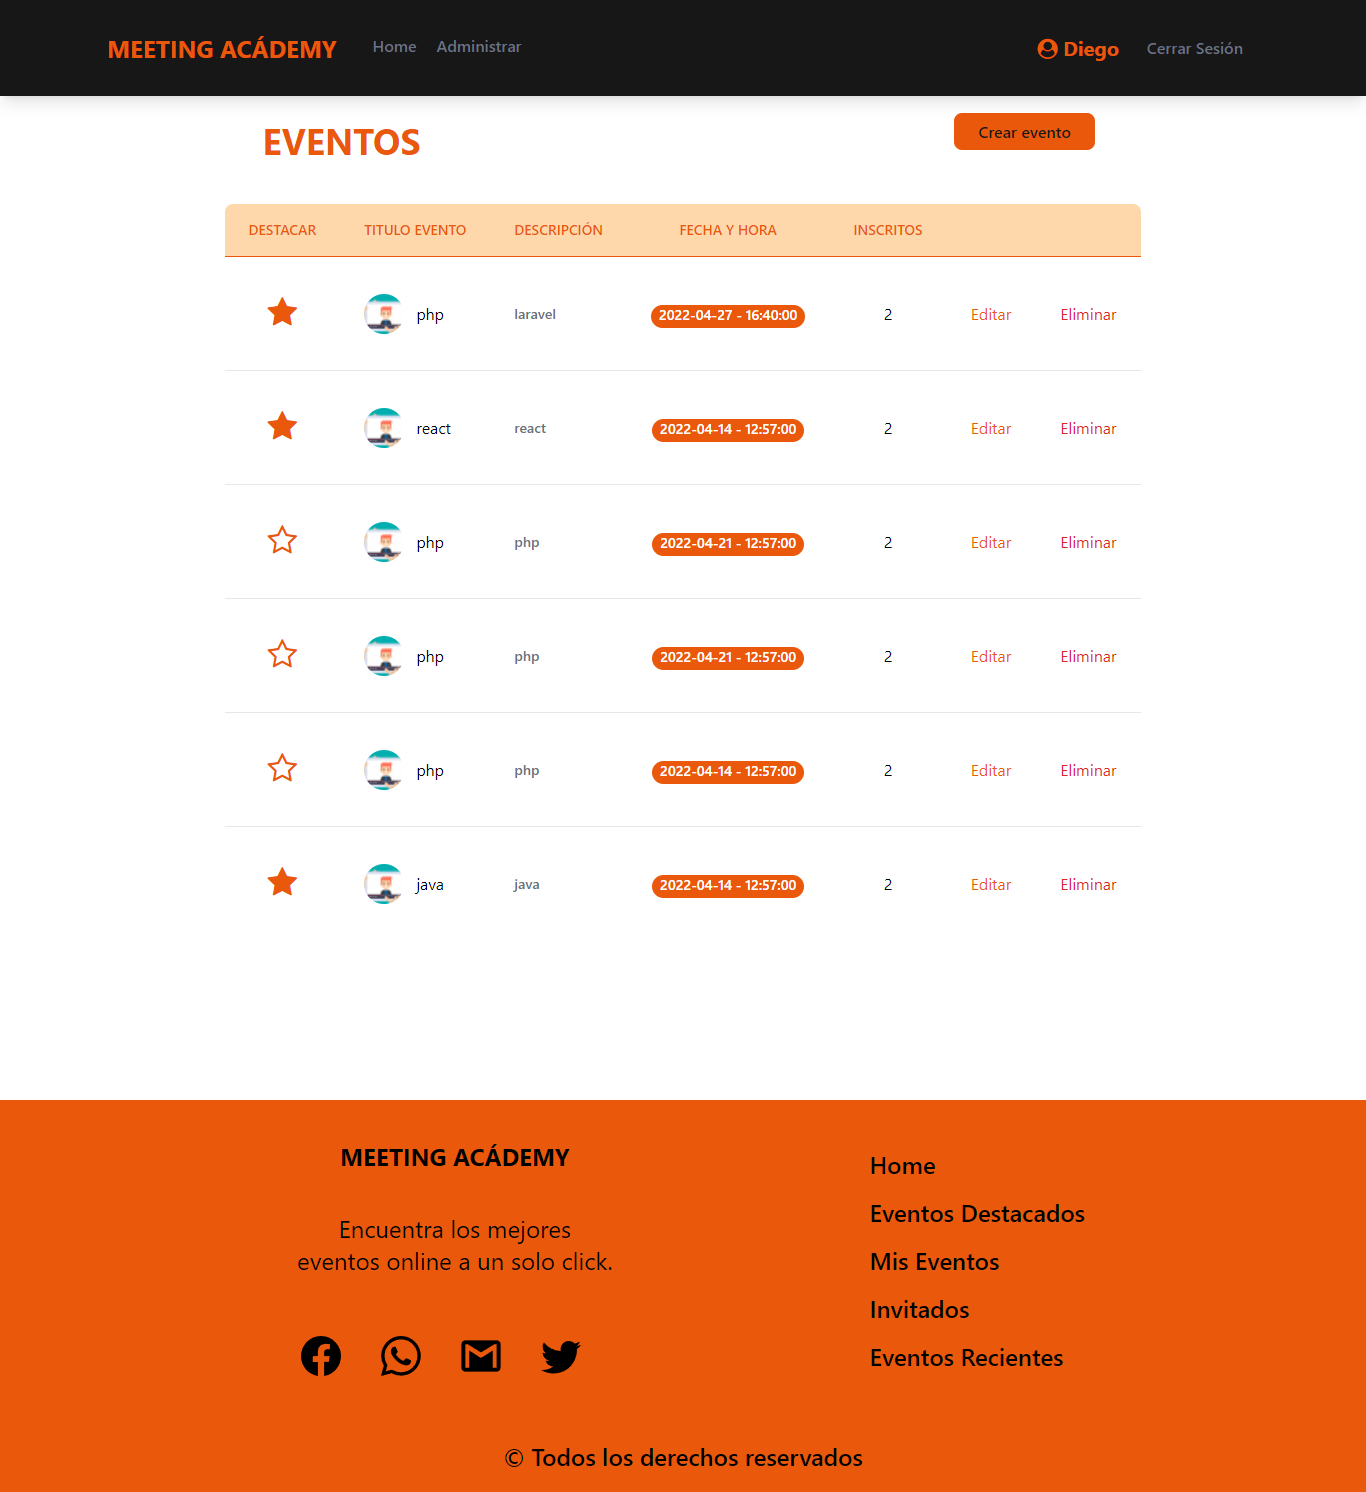 MEETING ACÁDEMY Home Administrar Diego Cerrar Sesión
EVENTOS Crear evento
DESTACAR TITULO EVENTO DESCRIPCIÓN FECHA Y HORA INSCRITOS
php laravel 2022-04-27 - 16:40:00 2 Editar Eliminar
react react 2022-04-14 - 12:57:00 2 Editar Eliminar
php php 2022-04-21 - 12:57:00 2 Editar Eliminar
php php 2022-04-21 - 12:57:00 2 Editar Eliminar
php php 2022-04-14 - 12:57:00 2 Editar Eliminar
java java 2022-04-14 - 12:57:00 2 Editar Eliminar
MEETING ACÁDEMY
Encuentra los mejores
eventos online a un solo click.
Home
Eventos Destacados
Mis Eventos
Invitados
Eventos Recientes
© Todos los derechos reservados